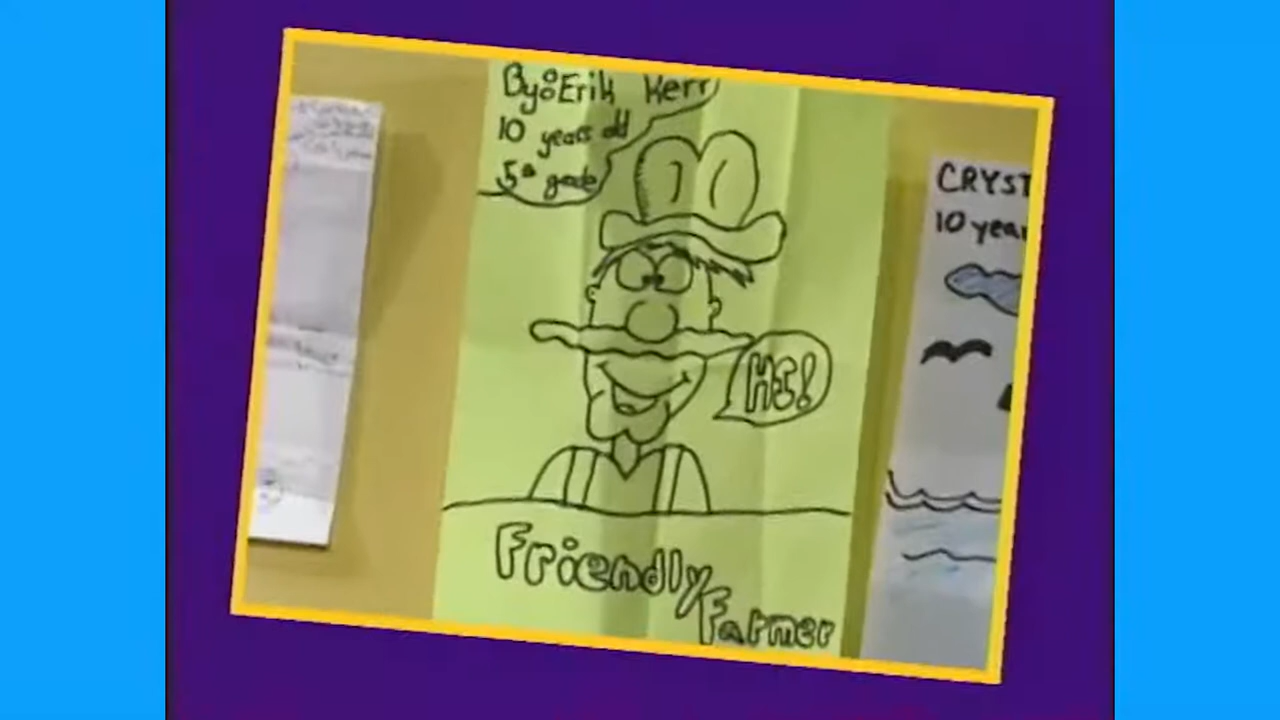 By: Erik Kerr
10 years old
5th grade
HI!
Friendly
Farmer
CRYST
10 year